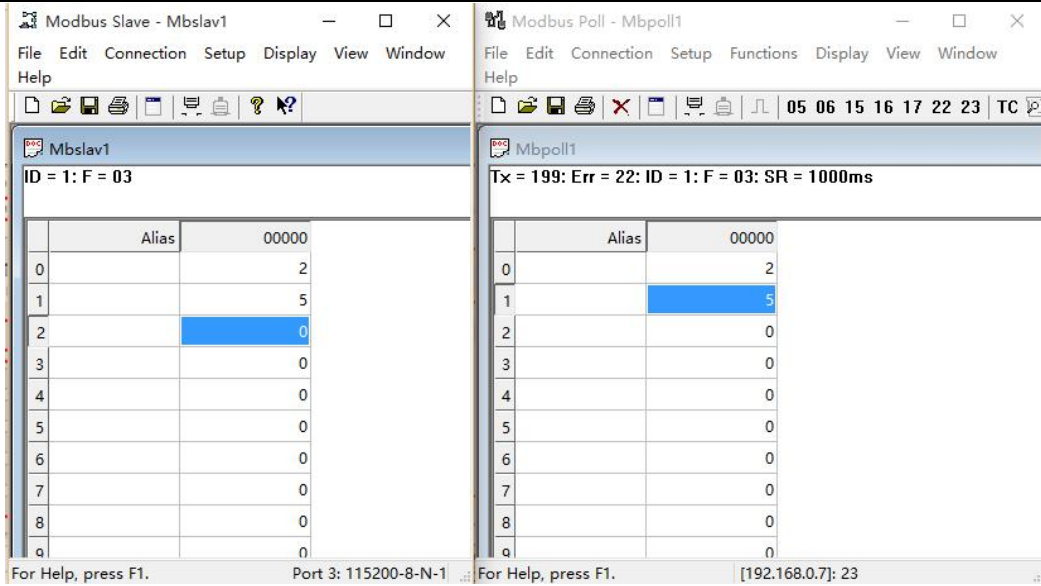 Modbus Slave - Mbslav1
File Edit Connection Setup Display View Window
Help
Mbslav1
ID = 1: F = 03
Alias 00000
0 2
1 5
2 0
3 0
4 0
5 0
6 0
7 0
8 0
9 0
For Help, press F1. Port 3: 115200-8-N-1
Modbus Poll - Mbpoll1
File Edit Connection Setup Functions Display View Window
Help
05 06 15 16 17 22 23 TC
Mbpoll1
Tx = 199: Err = 22: ID = 1: F = 03: SR = 1000ms
Alias 00000
0 2
1 5
2 0
3 0
4 0
5 0
6 0
7 0
8 0
9 0
For Help, press F1. [192.168.0.7]: 23